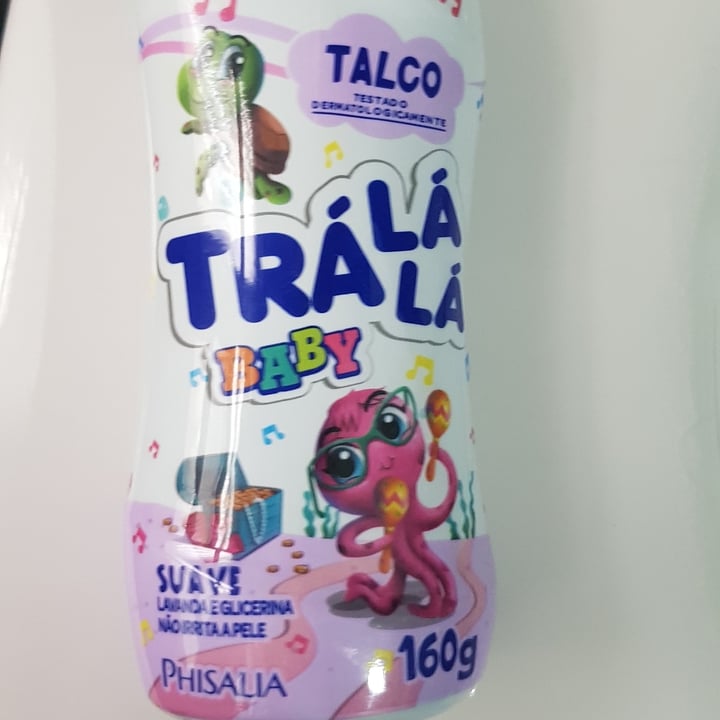 TALCO
TESTADO
DERMATOLOGICAMENTE
TRÁ LÁ
LÁ
BABY
SUAVE
LAVANDA E GLICERINA
NÃO IRRITA A PELE
PHISALIA
160g